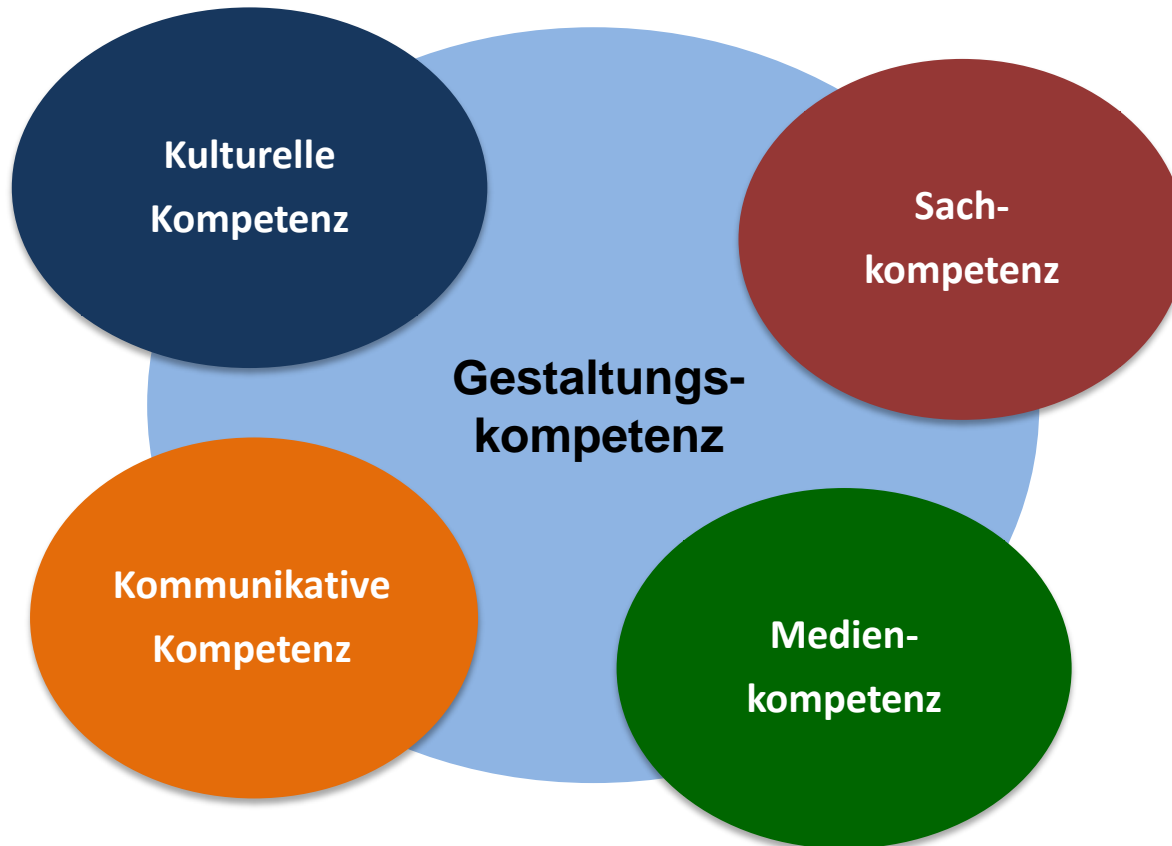 Kulturelle
Kompetenz
Sach-
kompetenz
Gestaltungs-
kompetenz
Kommunikative
Kompetenz
Medien-
kompetenz